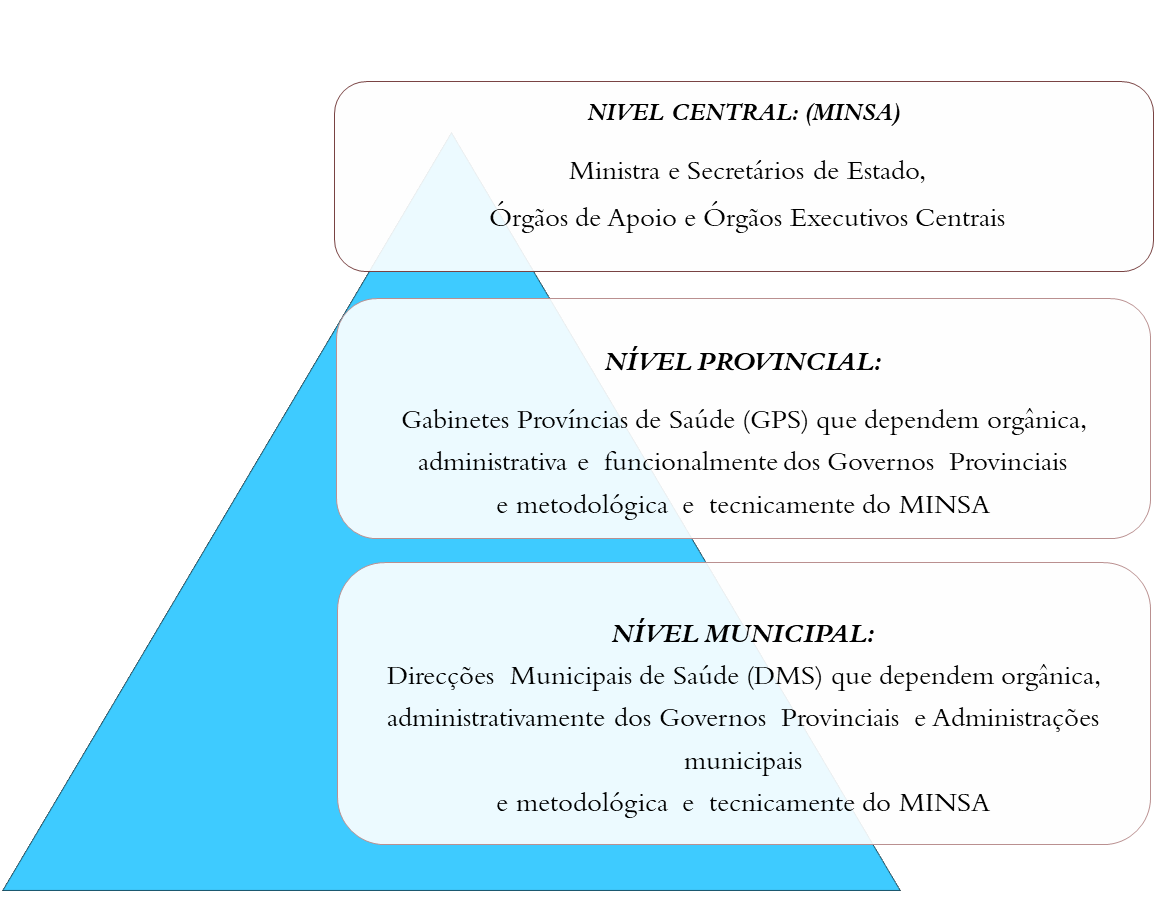 NIVEL CENTRAL: (MINSA)
Ministra e Secretários de Estado,
Órgãos de Apoio e Órgãos Executivos Centrais
NÍVEL PROVINCIAL:
Gabinetes Províncias de Saúde (GPS) que dependem orgânica,
administrativa e funcionalmente dos Governos Provinciais
e metodológica e tecnicamente do MINSA
NÍVEL MUNICIPAL:
Direcções Municipais de Saúde (DMS) que dependem orgânica,
administrativamente dos Governos Provinciais e Administrações
municipais
e metodológica e tecnicamente do MINSA